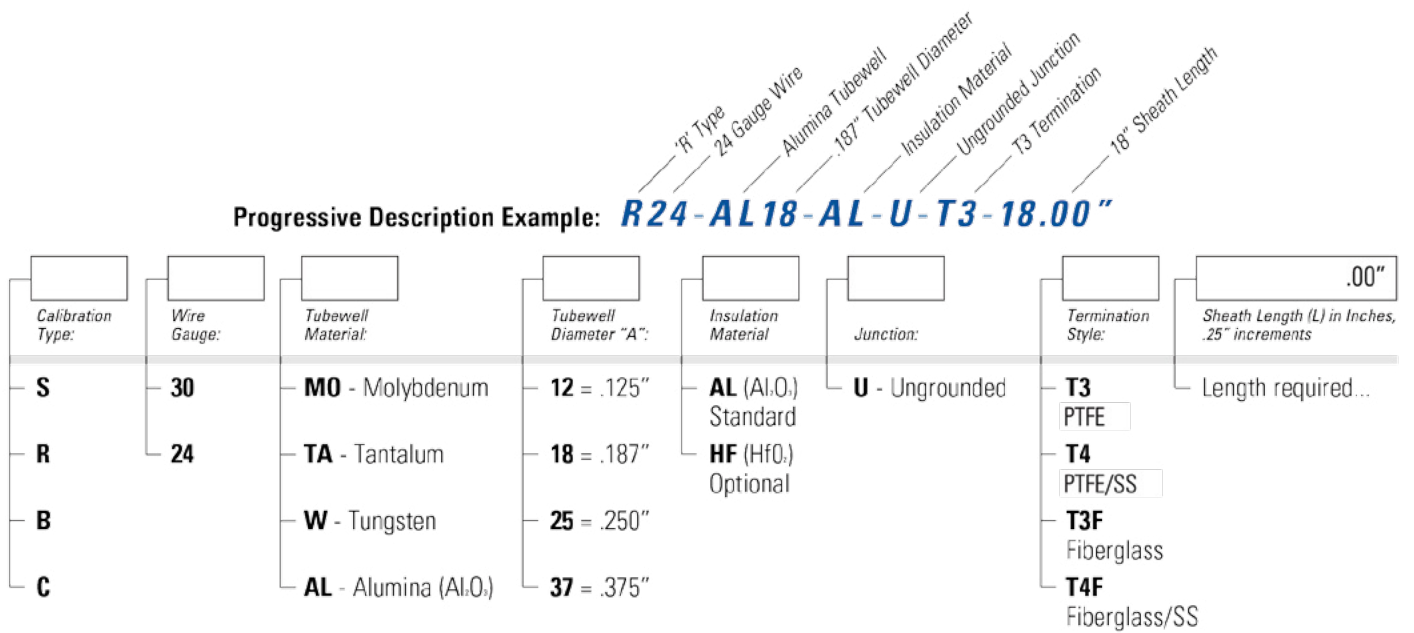 'R' Type
24 Gauge Wire
Alumina Tubewell
.187" Tubewell Diameter
Insulation Material
Ungrounded Junction
T3 Termination
18" Sheath Length
Progressive Description Example: R24-AL18-AL-U-T3-18.00"
.00"
Calibration Type:
Wire Gauge:
Tubewell Material:
Tubewell Diameter "A":
Insulation Material
Junction:
Termination Style:
Sheath Length (L) in Inches, .25" increments
S
R
B
C
30
24
MO - Molybdenum
TA - Tantalum
W - Tungsten
AL - Alumina (Al₂O₃)
12 = .125"
18 = .187"
25 = .250"
37 = .375"
AL (Al₂O₃)
Standard
HF (HfO₂)
Optional
U - Ungrounded
T3
PTFE
T4
PTFE/SS
T3F
Fiberglass
T4F
Fiberglass/SS
Length required...